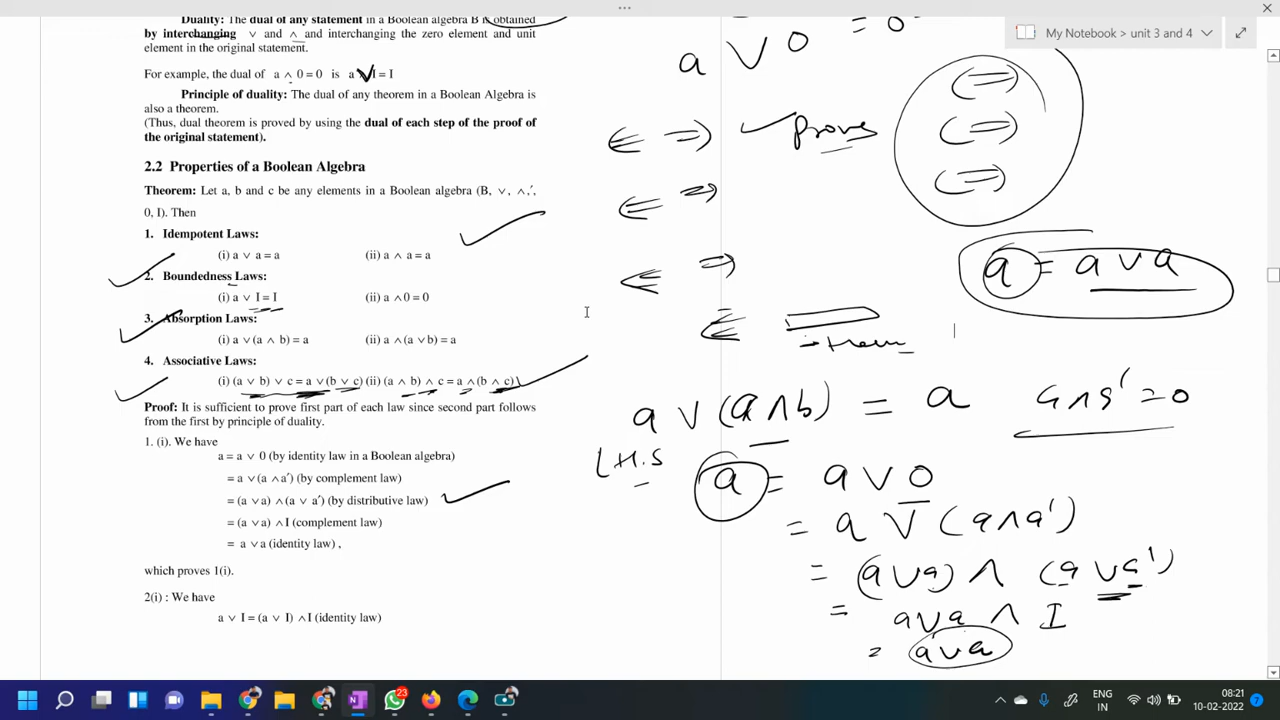 Duality: The dual of any statement in a Boolean algebra B is obtained
by interchanging ∨ and ∧ and interchanging the zero element and unit
element in the original statement.
For example, the dual of a ∧ 0 = 0 is a ∨ I = I
Principle of duality: The dual of any theorem in a Boolean Algebra is
also a theorem.
(Thus, dual theorem is proved by using the dual of each step of the proof of
the original statement).
2.2 Properties of a Boolean Algebra
Theorem: Let a, b and c be any elements in a Boolean algebra (B, ∨, ∧,′,
0, I). Then
1. Idempotent Laws:
(i) a ∨ a = a (ii) a ∧ a = a
2. Boundedness Laws:
(i) a ∨ I = I (ii) a ∧0 = 0
3. Absorption Laws:
(i) a ∨ (a ∧ b) = a (ii) a ∧ (a ∨ b) = a
4. Associative Laws:
(i) (a ∨ b) ∨ c = a ∨ (b ∨ c) (ii) (a ∧ b) ∧ c = a ∧ (b ∧ c)
Proof: It is sufficient to prove first part of each law since second part follows
from the first by principle of duality.
1. (i). We have
a = a ∨ 0 (by identity law in a Boolean algebra)
= a ∨ (a ∧ a′) (by complement law)
= (a ∨ a) ∧ (a ∨ a′) (by distributive law)
= (a ∨ a) ∧ I (complement law)
= a ∨ a (identity law) ,
which proves 1(i).
2(i) : We have
a ∨ I = (a ∨ I) ∧ I (identity law)
= 0
a ∨ 0
⇐ ⇒ prove
⇐ ⇒
⇐ ⇒
⇐
(⇒)
(⇒)
(⇒)
a = a ∨ a
a ∨ (a ∧ b) = a a ∧ a' = 0
L.H.S a = a ∨ 0
= a ∨ (a ∧ a')
= (a ∨ a) ∧ (a ∨ a')
= a ∨ a ∧ I
= a ∨ a
My Notebook > unit 3 and 4
23
ENG
IN
08:21
10-02-2022
7